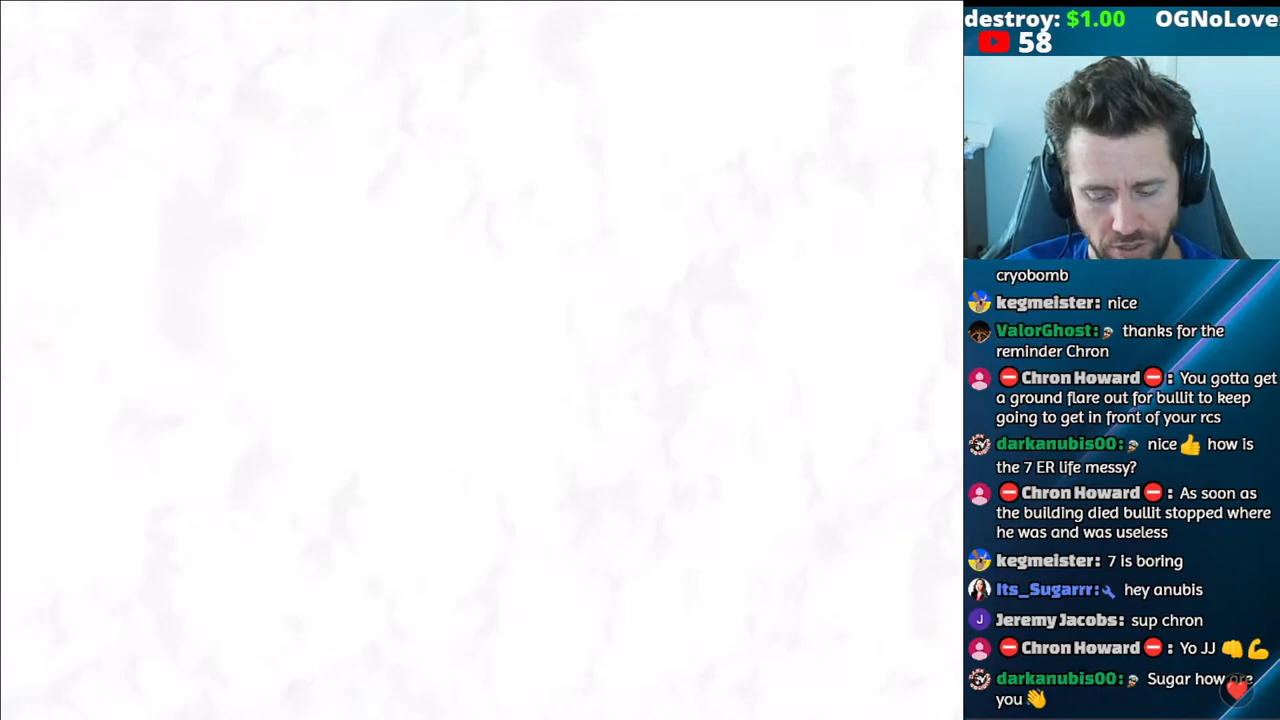 destroy: $1.00 OGNoLove
58
cryobomb
kegmeister: nice
ValorGhost: thanks for the
reminder Chron
⛔ Chron Howard ⛔ : You gotta get
a ground flare out for bullit to keep
going to get in front of your rcs
darkanubis00: nice👍 how is
the 7 ER life messy?
⛔ Chron Howard ⛔ : As soon as
the building died bullit stopped where
he was and was useless
kegmeister: 7 is boring
Its_Sugarrr: hey anubis
J Jeremy Jacobs: sup chron
⛔ Chron Howard ⛔ : Yo JJ 👊💪
darkanubis00: Sugar how are
you👋